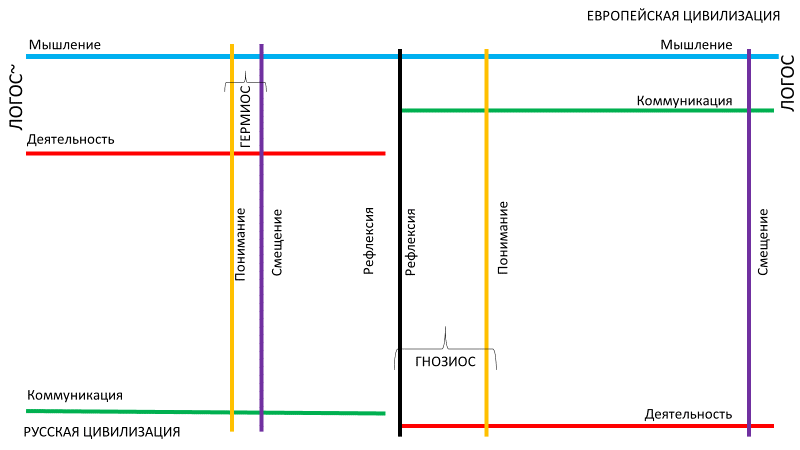 ЕВРОПЕЙСКАЯ ЦИВИЛИЗАЦИЯ
Мышление
Мышление
ЛОГОС~
ЛОГОС
Коммуникация
ГЕРМИОС
Деятельность
Понимание
Смещение
Рефлексия
Рефлексия
Понимание
Смещение
ГНОЗИОС
Коммуникация
Деятельность
РУССКАЯ ЦИВИЛИЗАЦИЯ